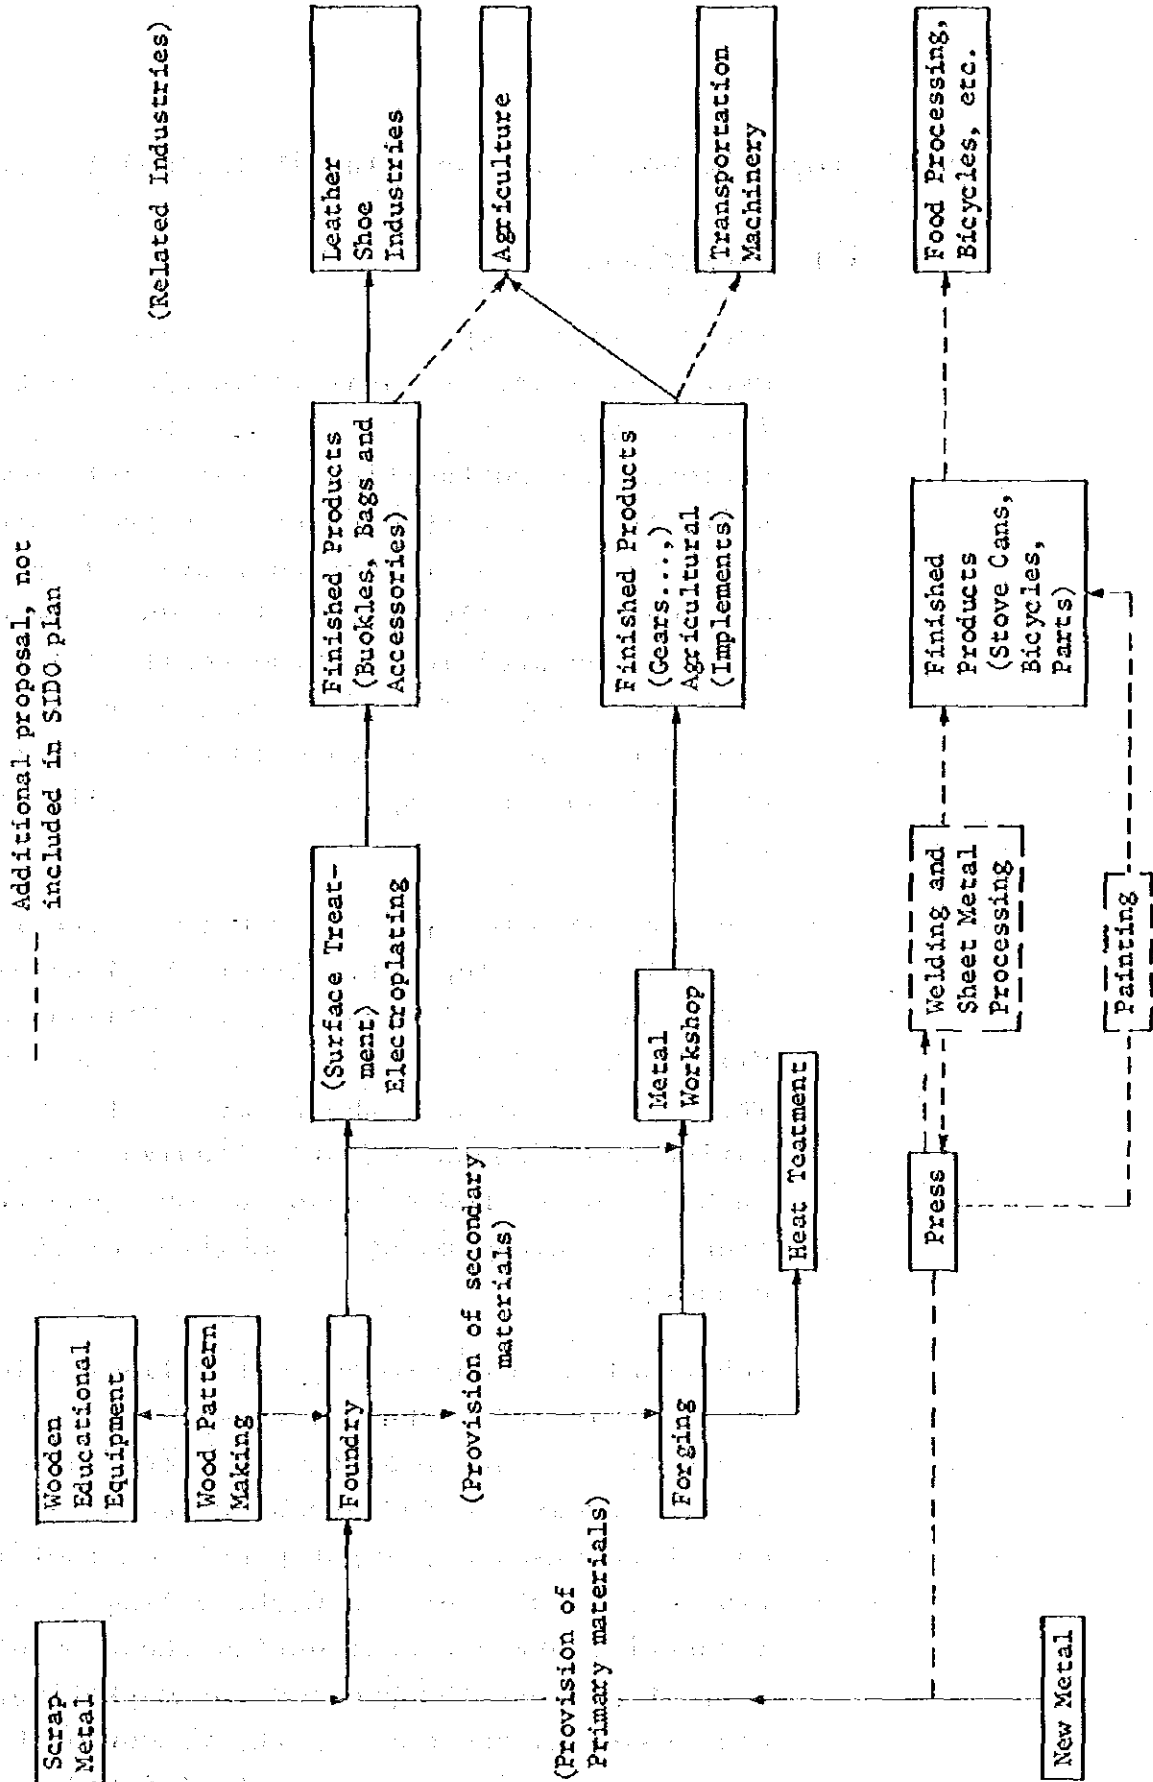 ---- Additional proposal, not
included in SIDO plan
(Related Industries)
Scrap
Metal
Wooden
Educational
Equipment
Wood Pattern
Making
Foundry
(Surface Treat-
ment)
Electroplating
Finished Products
(Buokles, Bags and
Accessories)
Leather
Shoe
Industries
Agriculture
(Provision of secondary
materials)
(Provision of
Primary materials)
Forging
Heat Teatment
Metal
Workshop
Finished Products
(Gears...,)
Agricultural
(Implements)
Transportation
Machinery
New Metal
Press
Welding and
Sheet Metal
Processing
Painting
Finished
Products
(Stove Cans,
Bicycles,
Parts)
Food Processing,
Bicycles, etc.